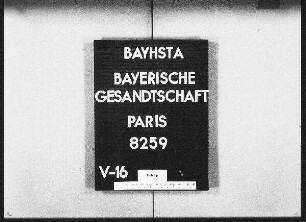 BAYHSTA
BAYERISCHE
GESANDTSCHAFT
PARIS
8259
V-16